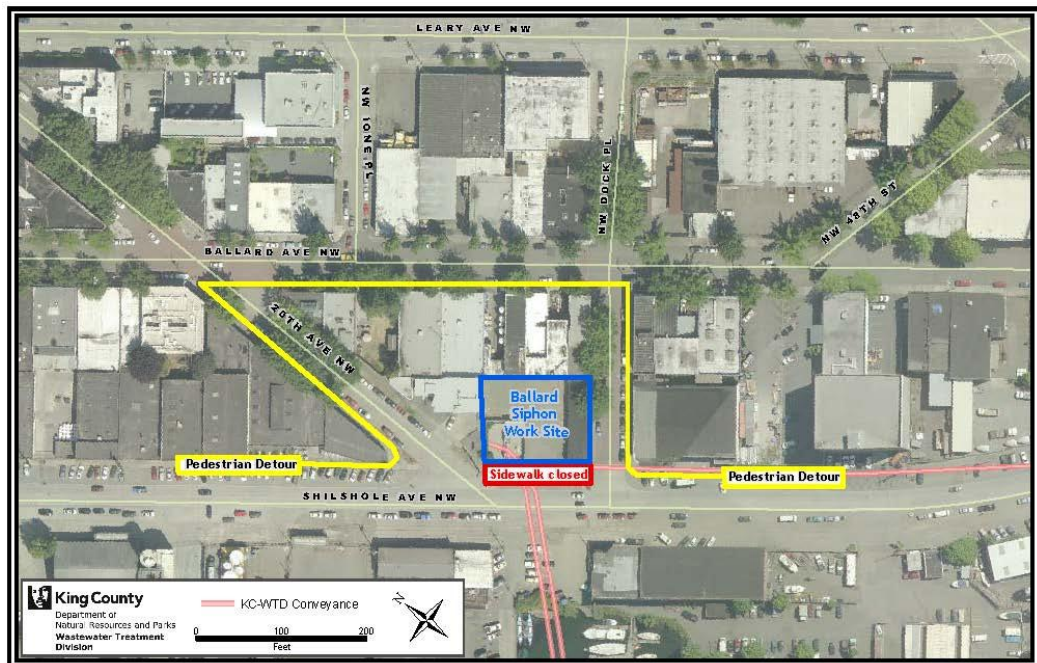 LEARY AVE NW
NW IONE PL
NW DOCK PL
NW 48TH ST
BALLARD AVE NW
20TH AVE NW
Ballard
Siphon
Work Site
Pedestrian Detour
Sidewalk closed
Pedestrian Detour
SHILSHOLE AVE NW
King County
Department of
Natural Resources and Parks
Wastewater Treatment
Division
KC-WTD Conveyance
0 100 200
Feet
N